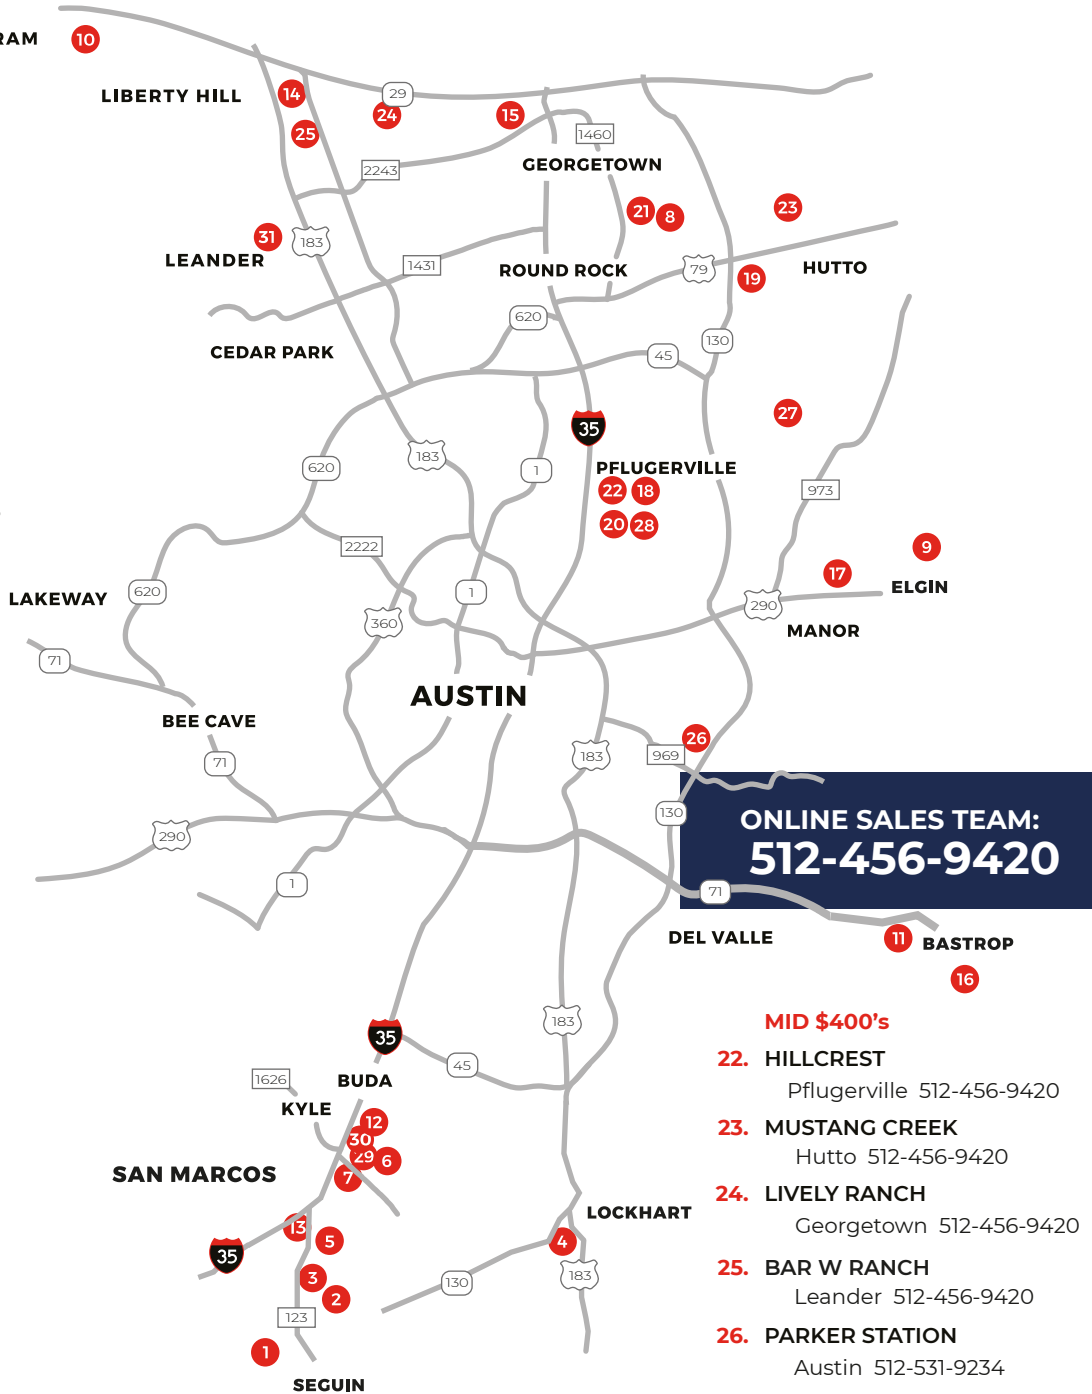 RAM
10
LIBERTY HILL
14
29
24
15
25
1460
2243
GEORGETOWN
21
8
23
31
183
LEANDER
1431
ROUND ROCK
79
HUTTO
19
620
130
CEDAR PARK
45
27
35
183
620
1
PFLUGERVILLE
22
18
973
20
28
2222
9
17
ELGIN
LAKEWAY
620
1
290
360
MANOR
71
AUSTIN
BEE CAVE
26
183
969
71
130
ONLINE SALES TEAM:
512-456-9420
290
1
71
DEL VALLE
11
BASTROP
16
183
35
45
1626
BUDA
KYLE
12
30
29
6
7
SAN MARCOS
13
5
35
LOCKHART
4
3
130
183
2
123
1
SEGUIN
MID $400's
22. HILLCREST
Pflugerville 512-456-9420
23. MUSTANG CREEK
Hutto 512-456-9420
24. LIVELY RANCH
Georgetown 512-456-9420
25. BAR W RANCH
Leander 512-456-9420
26. PARKER STATION
Austin 512-531-9234